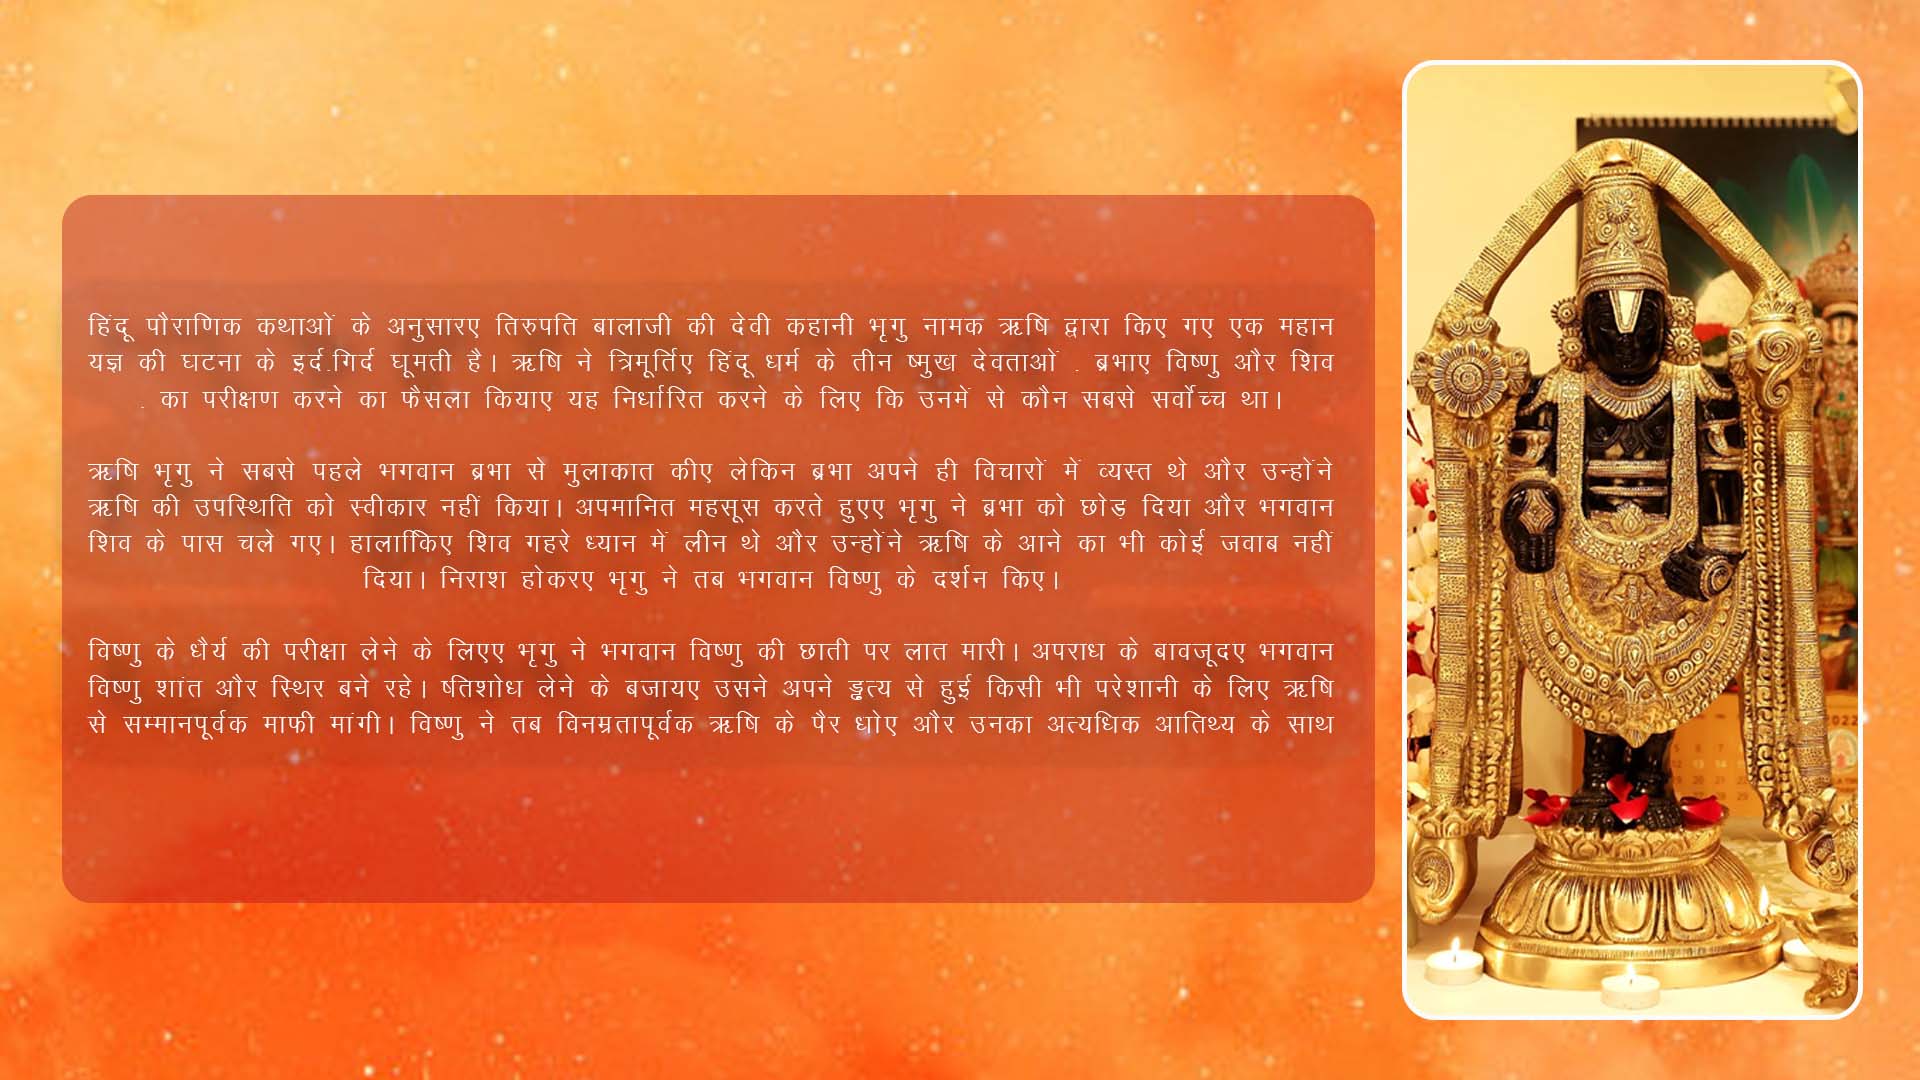 हिंदू पौराणिक कथाओं के अनुसारए तिरुपति बालाजी की देवी कहानी भृगु नामक ऋषि द्वारा किए गए एक महान
यज्ञ की घटना के इर्द.गिर्द घूमती है। ऋषि ने त्रिमूर्तिए हिंदू धर्म के तीन ष्मुख देवताओं . ब्रभाए विष्णु और शिव
. का परीक्षण करने का फैसला कियाए यह निर्धारित करने के लिए कि उनमें से कौन सबसे सर्वोच्च था।
ऋषि भृगु ने सबसे पहले भगवान ब्रभा से मुलाकात कीए लेकिन ब्रभा अपने ही विचारों में व्यस्त थे और उन्होंने
ऋषि की उपस्थिति को स्वीकार नहीं किया। अपमानित महसूस करते हुएए भृगु ने ब्रभा को छोड़ दिया और भगवान
शिव के पास चले गए। हालाकििए शिव गहरे ध्यान में लीन थे और उन्होंने ऋषि के आने का भी कोई जवाब नहीं
दिया। निराश होकरए भृगु ने तब भगवान विष्णु के दर्शन किए।
विष्णु के धैर्य की परीक्षा लेने के लिएए भृगु ने भगवान विष्णु की छाती पर लात मारी। अपराध के बावजूदए भगवान
विष्णु शांत और स्थिर बने रहे। ष्तिशोध लेने के बजायए उसने अपने ड्ढत्य से हुई किसी भी परेशानी के लिए ऋषि
से सम्मानपूर्वक माफी मांगी। विष्णु ने तब विनम्रतापूर्वक ऋषि के पैर धोए और उनका अत्यधिक आतिथ्य के साथ
2022